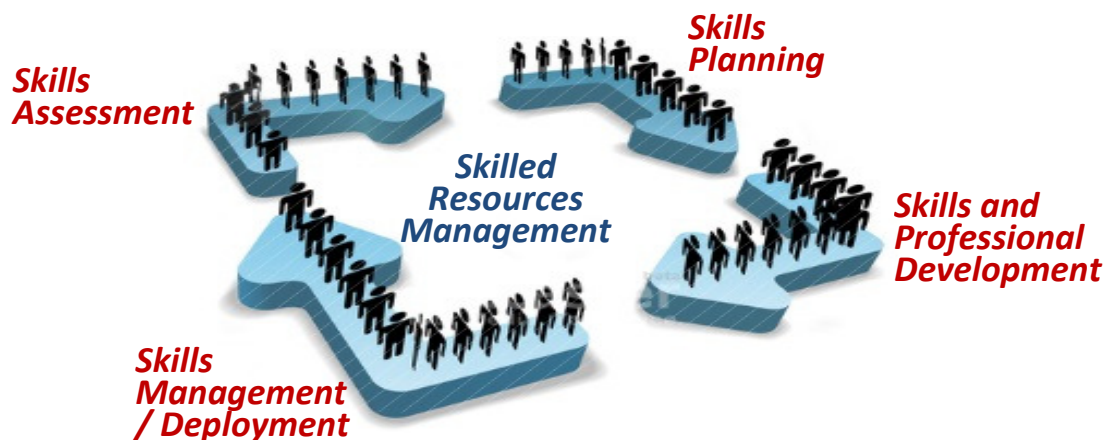 Skills
Planning
Skills
Assessment
Skilled
Resources
Management
Skills and
Professional
Development
Skills
Management
/ Deployment